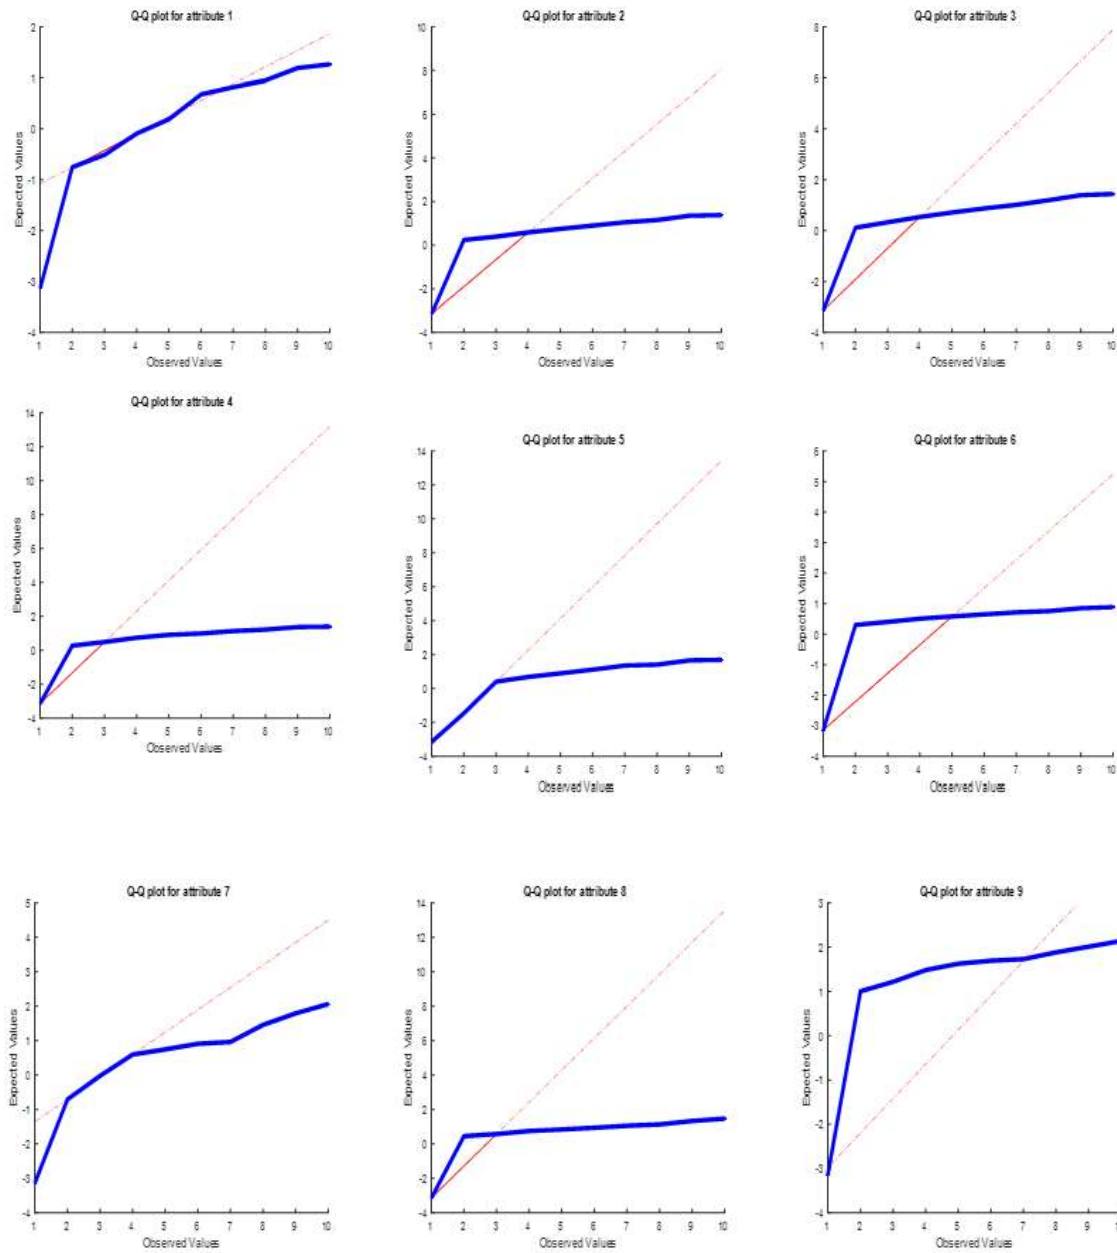 Q-Q plot for attribute 1
2
1
0
-1
-2
-3
-4
Expected Values
1 2 3 4 5 6 7 8 9 10
Observed Values
Q-Q plot for attribute 2
10
8
6
4
2
0
-2
-4
Expected Values
1 2 3 4 5 6 7 8 9 10
Observed Values
Q-Q plot for attribute 3
8
6
4
2
0
-2
-4
Expected Values
1 2 3 4 5 6 7 8 9 10
Observed Values
Q-Q plot for attribute 4
14
12
10
8
6
4
2
0
-2
-4
Expected Values
1 2 3 4 5 6 7 8 9 10
Observed Values
Q-Q plot for attribute 5
14
12
10
8
6
4
2
0
-2
-4
Expected Values
1 2 3 4 5 6 7 8 9 10
Observed Values
Q-Q plot for attribute 6
6
5
4
3
2
1
0
-1
-2
-3
-4
Expected Values
1 2 3 4 5 6 7 8 9 10
Observed Values
Q-Q plot for attribute 7
5
4
3
2
1
0
-1
-2
-3
-4
Expected Values
1 2 3 4 5 6 7 8 9 10
Observed Values
Q-Q plot for attribute 8
14
12
10
8
6
4
2
0
-2
-4
Expected Values
1 2 3 4 5 6 7 8 9 10
Observed Values
Q-Q plot for attribute 9
3
2
1
0
-1
-2
-3
-4
Expected Values
1 2 3 4 5 6 7 8 9
Observed Values